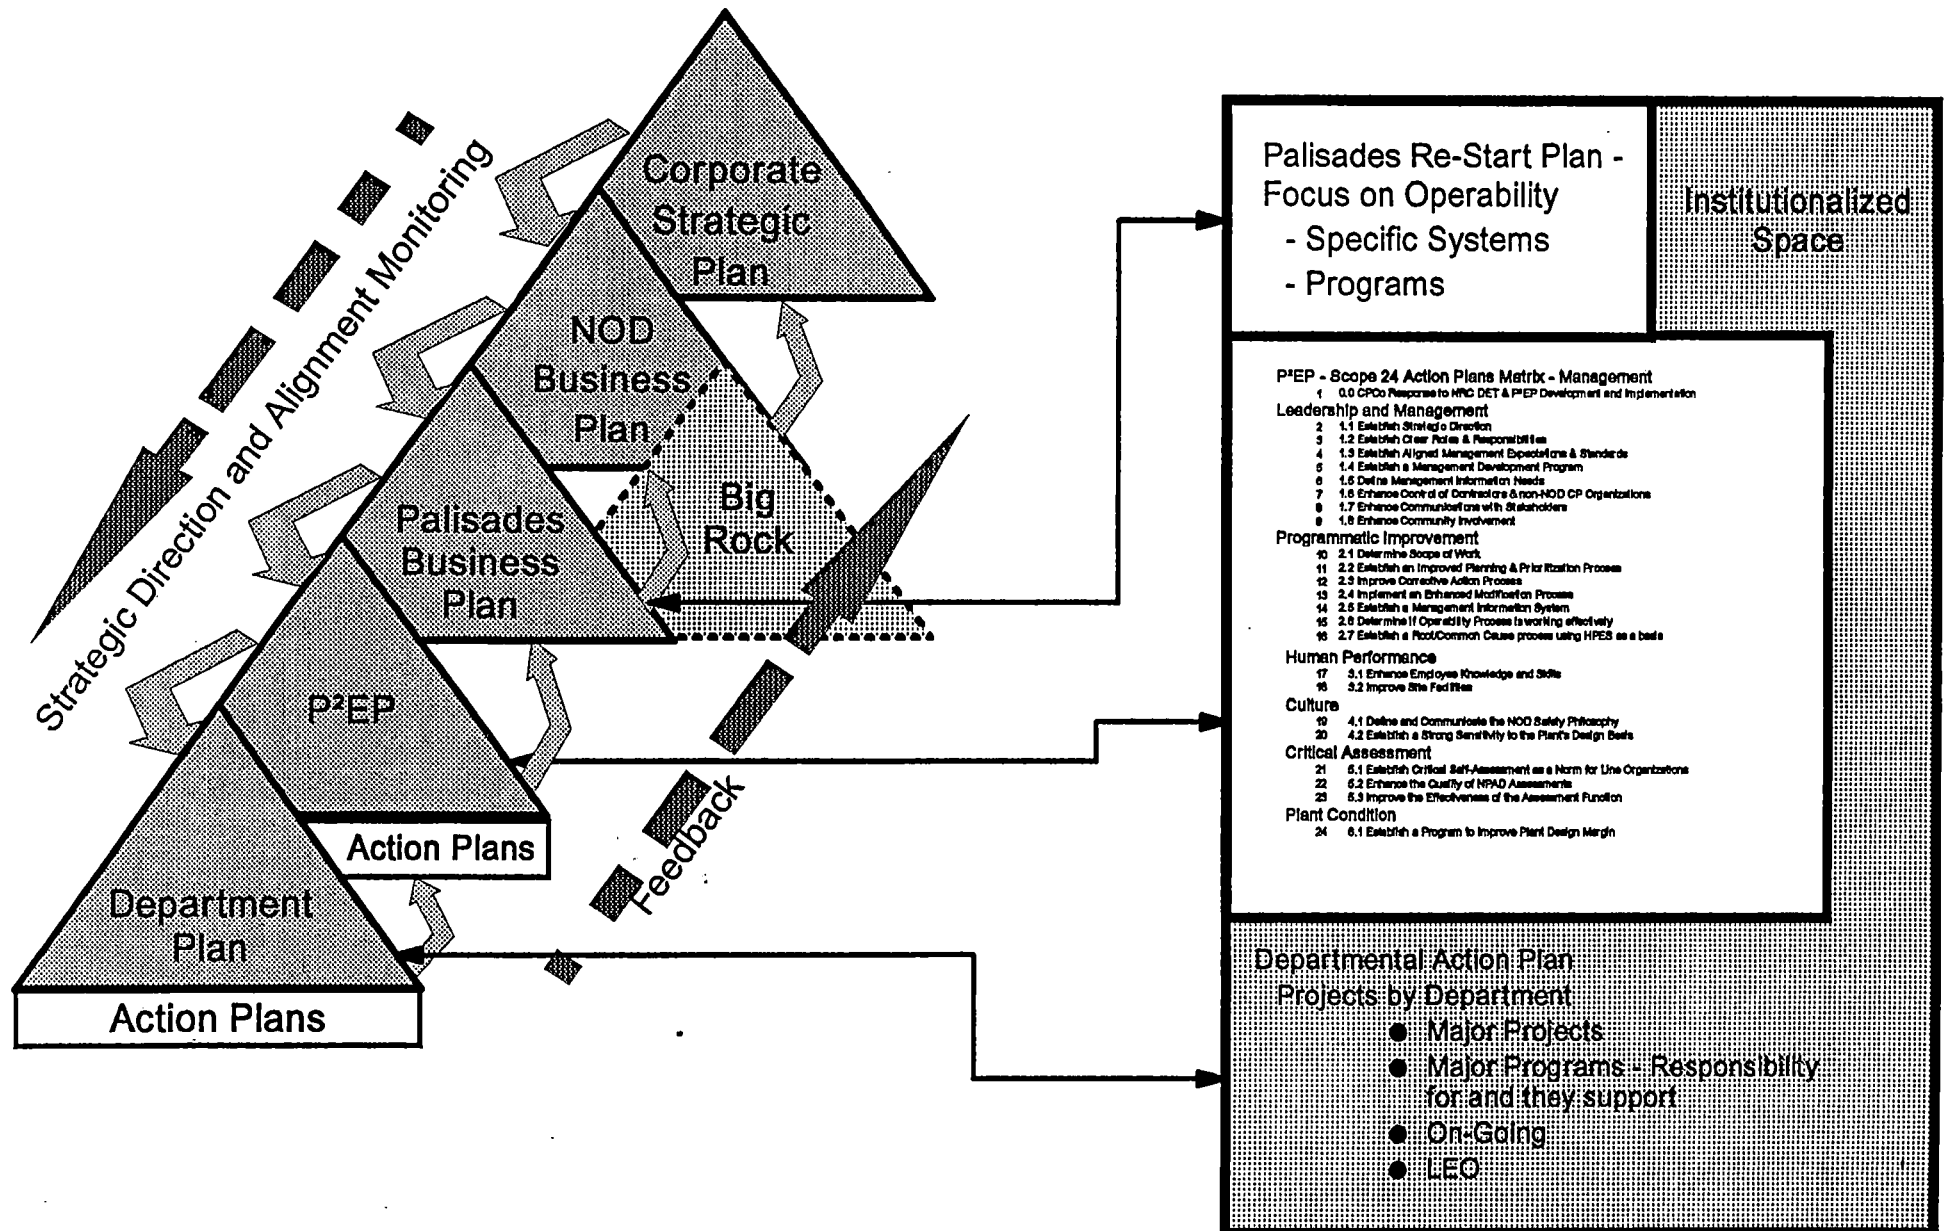 Strategic Direction and Alignment Monitoring
Corporate
Strategic
Plan
NOD
Business
Plan
Big
Rock
Palisades
Business
Plan
P²EP
Action Plans
Department
Plan
Action Plans
Feedback
Palisades Re-Start Plan -
Focus on Operability
- Specific Systems
- Programs
Institutionalized
Space
P²EP - Scope 24 Action Plans Matrix - Management
1 0.0 CPCo Response to NRC DET & P²EP Development and Implementation
Leadership and Management
2 1.1 Establish Strategic Direction
3 1.2 Establish Clear Roles & Responsibilities
4 1.3 Establish Aligned Management Expectations & Standards
5 1.4 Establish a Management Development Program
6 1.5 Define Management Information Needs
7 1.6 Enhance Control of Contractors & non-NOD CP Organizations
8 1.7 Enhance Communications with Stakeholders
9 1.8 Enhance Community Involvement
Programmatic Improvement
10 2.1 Determine Scope of Work
11 2.2 Establish an Improved Planning & Prioritization Process
12 2.3 Improve Corrective Action Process
13 2.4 Implement an Enhanced Modification Process
14 2.5 Establish a Management Information System
15 2.6 Determine if Operability Process is working effectively
16 2.7 Establish a Root/Common Cause process using HPES as a basis
Human Performance
17 3.1 Enhance Employee Knowledge and Skills
18 3.2 Improve Site Facilities
Culture
19 4.1 Define and Communicate the NOD Safety Philosophy
20 4.2 Establish a Strong Sensitivity to the Plant's Design Basis
Critical Assessment
21 5.1 Establish Critical Self-Assessment as a Norm for Line Organizations
22 5.2 Enhance the Quality of NPAD Assessments
23 5.3 Improve the Effectiveness of the Assessment Function
Plant Condition
24 6.1 Establish a Program to Improve Plant Design Margin
Departmental Action Plan
Projects by Department
● Major Projects
● Major Programs - Responsibility
for and they support
● On-Going
● LEO